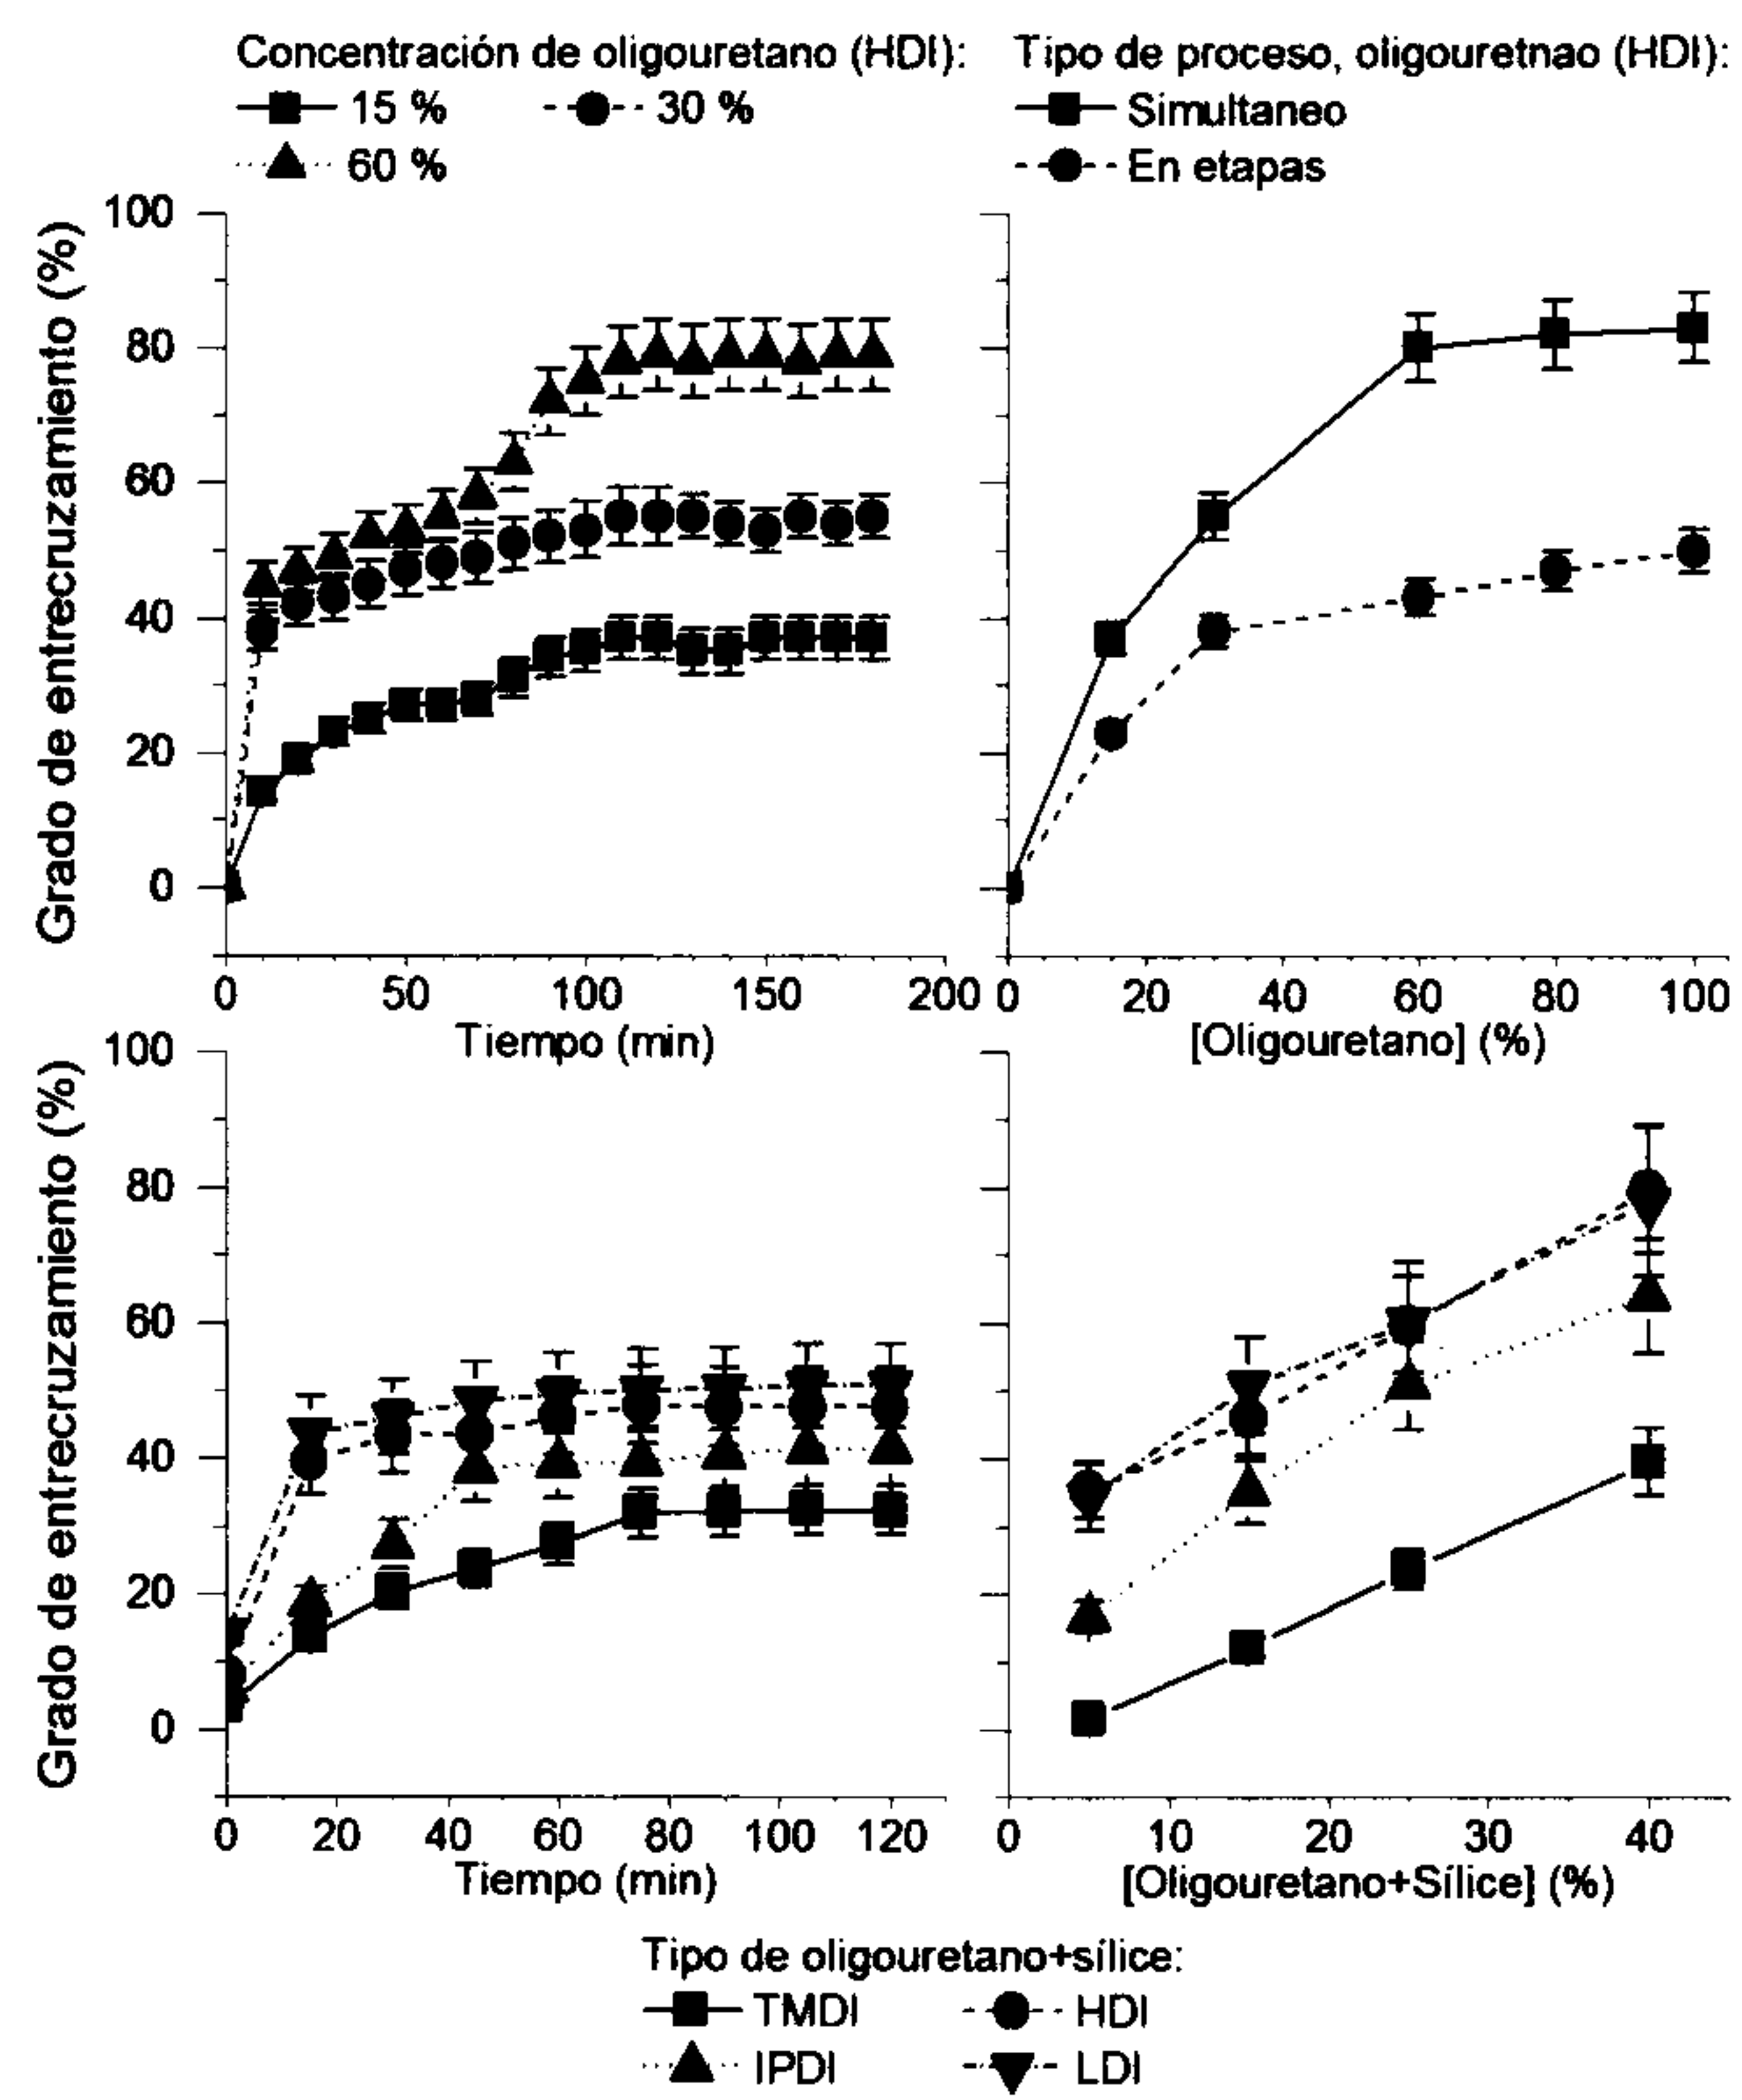 Concentración de oligouretano (HDI):
15 % 30 %
60 %
Tipo de proceso, oligouretnao (HDI):
Simultaneo
En etapas
Grado de entrecruzamiento (%)
100
80
60
40
20
0
0 50 100 150 200
Tiempo (min)
0 20 40 60 80 100
[Oligouretano] (%)
Grado de entrecruzamiento (%)
100
80
60
40
20
0
0 20 40 60 80 100 120
Tiempo (min)
0 10 20 30 40
[Oligouretano+Sílice] (%)
Tipo de oligouretano+sílice:
TMDI HDI
IPDI LDI